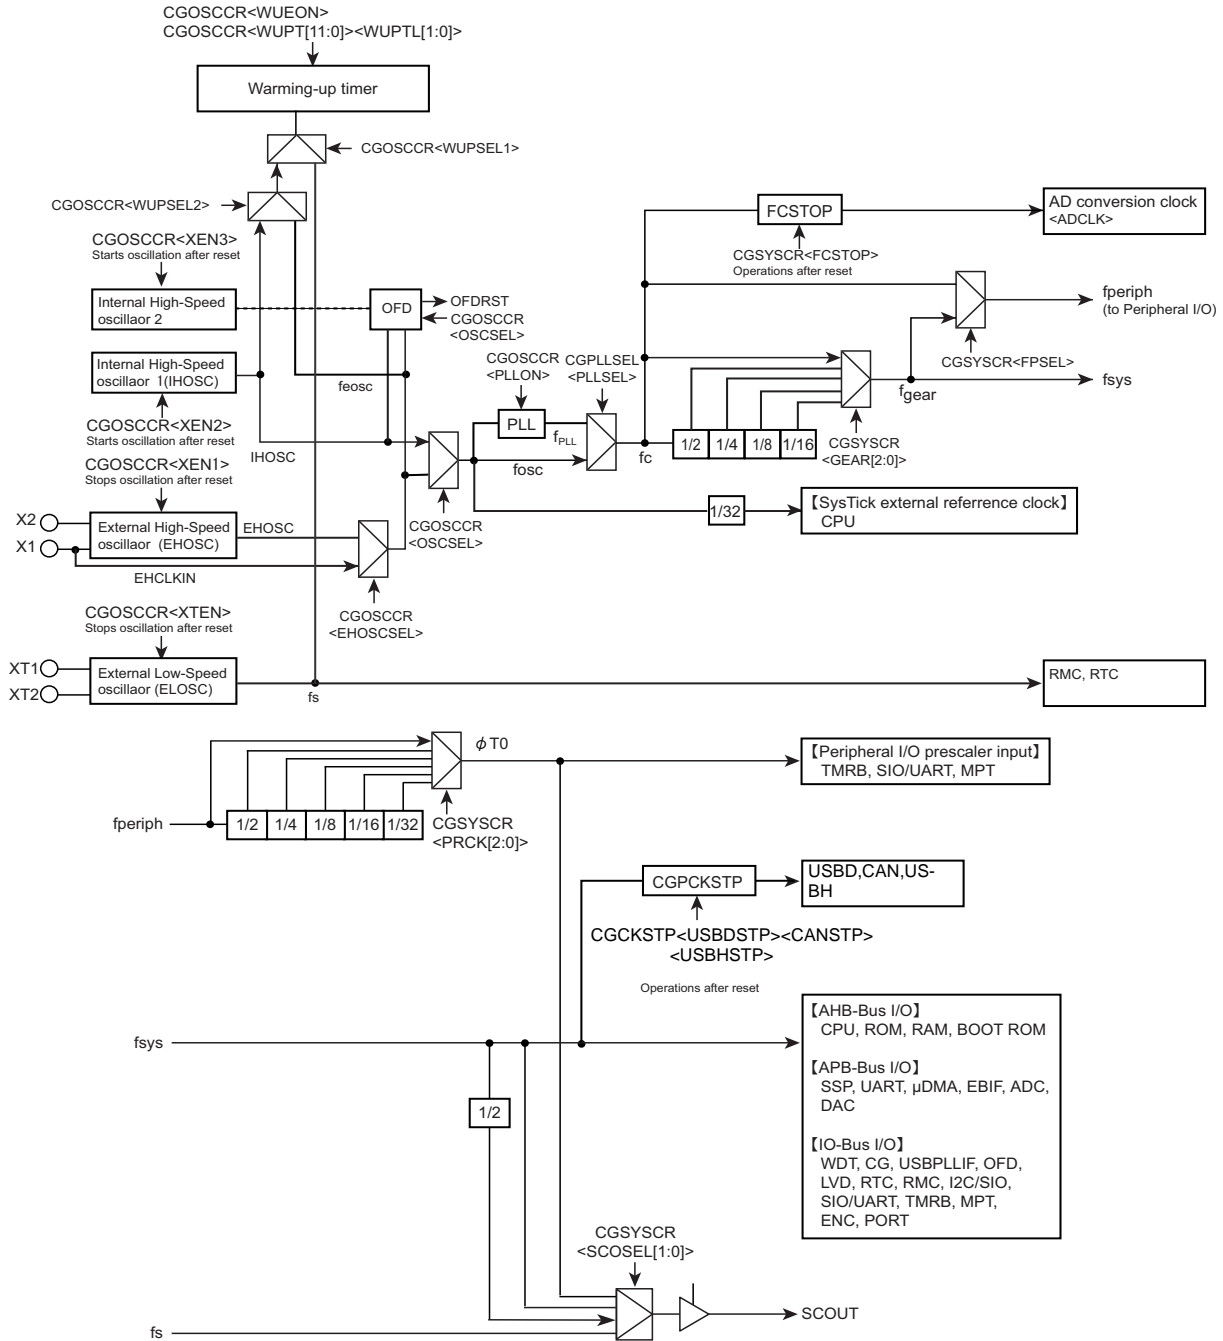 CGOSCCR<WUEON>
CGOSCCR<WUPT[11:0]><WUPTL[1:0]>
Warming-up timer
CGOSCCR<WUPSEL1>
CGOSCCR<WUPSEL2>
FCSTOP
AD conversion clock
<ADCLK>
CGOSCCR<XEN3>
Starts oscillation after reset
CGSYSCR<FCSTOP>
Operations after reset
Internal High-Speed
oscillaor 2
OFD
OFDRST
CGOSCCR
<OSCSEL>
fperiph
(to Peripheral I/O)
Internal High-Speed
oscillaor 1(IHOSC)
feosc
CGOSCCR
<PLLON>
CGPLLSEL
<PLLSEL>
CGSYSCR<FPSEL>
fsys
fgear
CGOSCCR<XEN2>
Starts oscillation after reset
PLL
fPLL
IHOSC
fosc
fc
1/2
1/4
1/8
1/16
CGSYSCR
<GEAR[2:0]>
CGOSCCR<XEN1>
Stops oscillation after reset
X2
X1
External High-Speed
oscillaor (EHOSC)
EHOSC
EHCLKIN
CGOSCCR
<OSCSEL>
1/32
【SysTick external referrence clock】
CPU
CGOSCCR
<EHOSCSEL>
CGOSCCR<XTEN>
Stops oscillation after reset
XT1
XT2
External Low-Speed
oscillaor (ELOSC)
fs
RMC, RTC
ϕT0
【Peripheral I/O prescaler input】
TMRB, SIO/UART, MPT
fperiph
1/2
1/4
1/8
1/16
1/32
CGSYSCR
<PRCK[2:0]>
CGPCKSTP
USBD,CAN,US-
BH
CGCKSTP<USBDSTP><CANSTP>
<USBHSTP>
Operations after reset
fsys
1/2
【AHB-Bus I/O】
CPU, ROM, RAM, BOOT ROM
【APB-Bus I/O】
SSP, UART, µDMA, EBIF, ADC,
DAC
【IO-Bus I/O】
WDT, CG, USBPLLIF, OFD,
LVD, RTC, RMC, I2C/SIO,
SIO/UART, TMRB, MPT,
ENC, PORT
CGSYSCR
<SCOSEL[1:0]>
SCOUT
fs